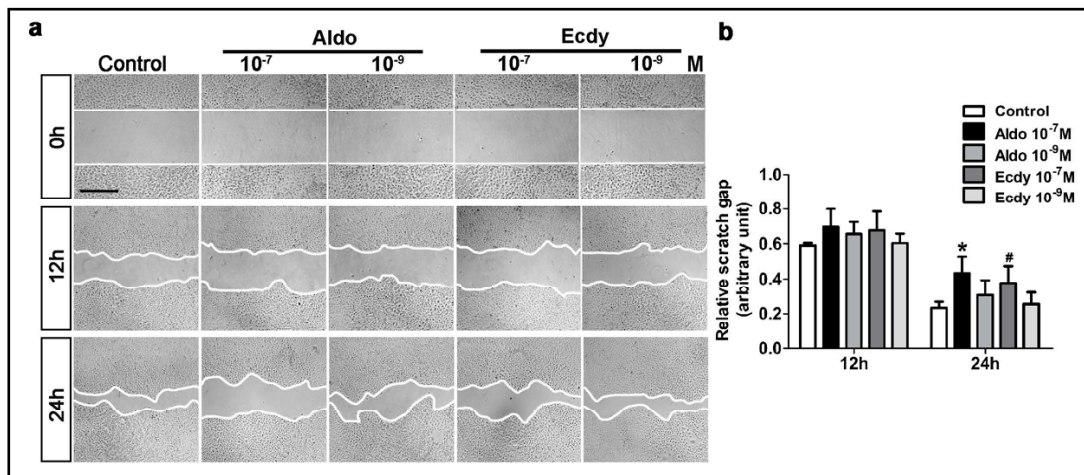 a
Aldo
Ecdy
Control
10⁻⁷
10⁻⁹
10⁻⁷
10⁻⁹
M
0h
12h
24h
b
Control
Aldo 10⁻⁷M
Aldo 10⁻⁹M
Ecdy 10⁻⁷M
Ecdy 10⁻⁹M
Relative scratch gap
(arbitrary unit)
1.0
0.8
0.6
0.4
0.2
0.0
*
#
12h
24h